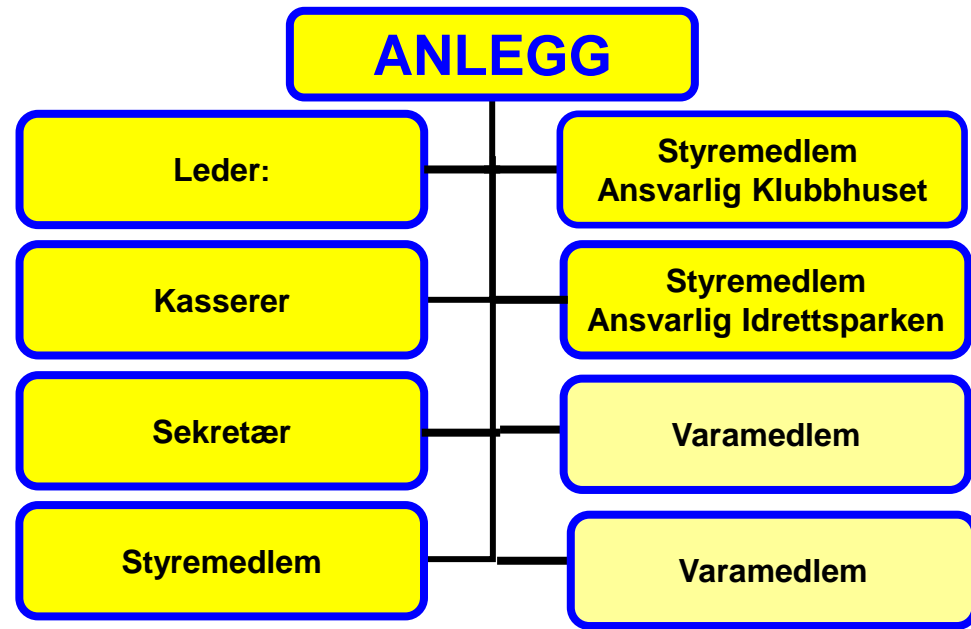 ANLEGG
Leder:
Styremedlem
Ansvarlig Klubbhuset
Kasserer
Styremedlem
Ansvarlig Idrettsparken
Sekretær
Varamedlem
Styremedlem
Varamedlem